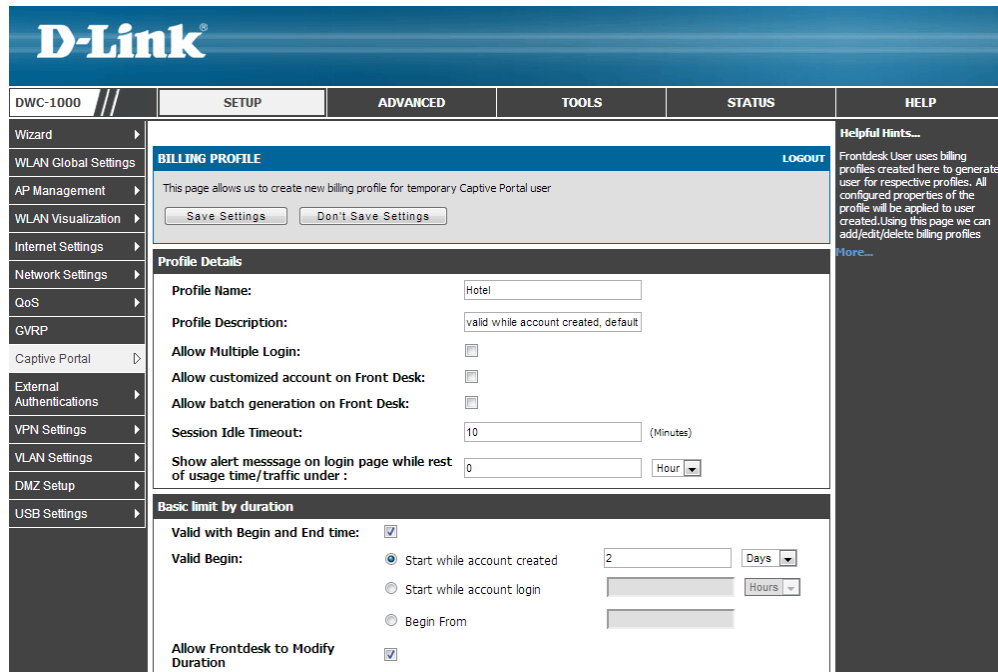 D-Link®
DWC-1000
SETUP
ADVANCED
TOOLS
STATUS
HELP
Wizard
WLAN Global Settings
AP Management
WLAN Visualization
Internet Settings
Network Settings
QoS
GVRP
Captive Portal
External
Authentications
VPN Settings
VLAN Settings
DMZ Setup
USB Settings
BILLING PROFILE
LOGOUT
This page allows us to create new billing profile for temporary Captive Portal user
Save Settings
Don't Save Settings
Profile Details
Profile Name:
Hotel
Profile Description:
valid while account created, default
Allow Multiple Login:
Allow customized account on Front Desk:
Allow batch generation on Front Desk:
Session Idle Timeout:
10
(Minutes)
Show alert messsage on login page while rest
of usage time/traffic under :
0
Hour
Basic limit by duration
Valid with Begin and End time:
Valid Begin:
Start while account created
2
Days
Start while account login
Hours
Begin From
Allow Frontdesk to Modify
Duration
Helpful Hints...
Frontdesk User uses billing
profiles created here to generate
user for respective profiles. All
configured properties of the
profile will be applied to user
created.Using this page we can
add/edit/delete billing profiles
More...